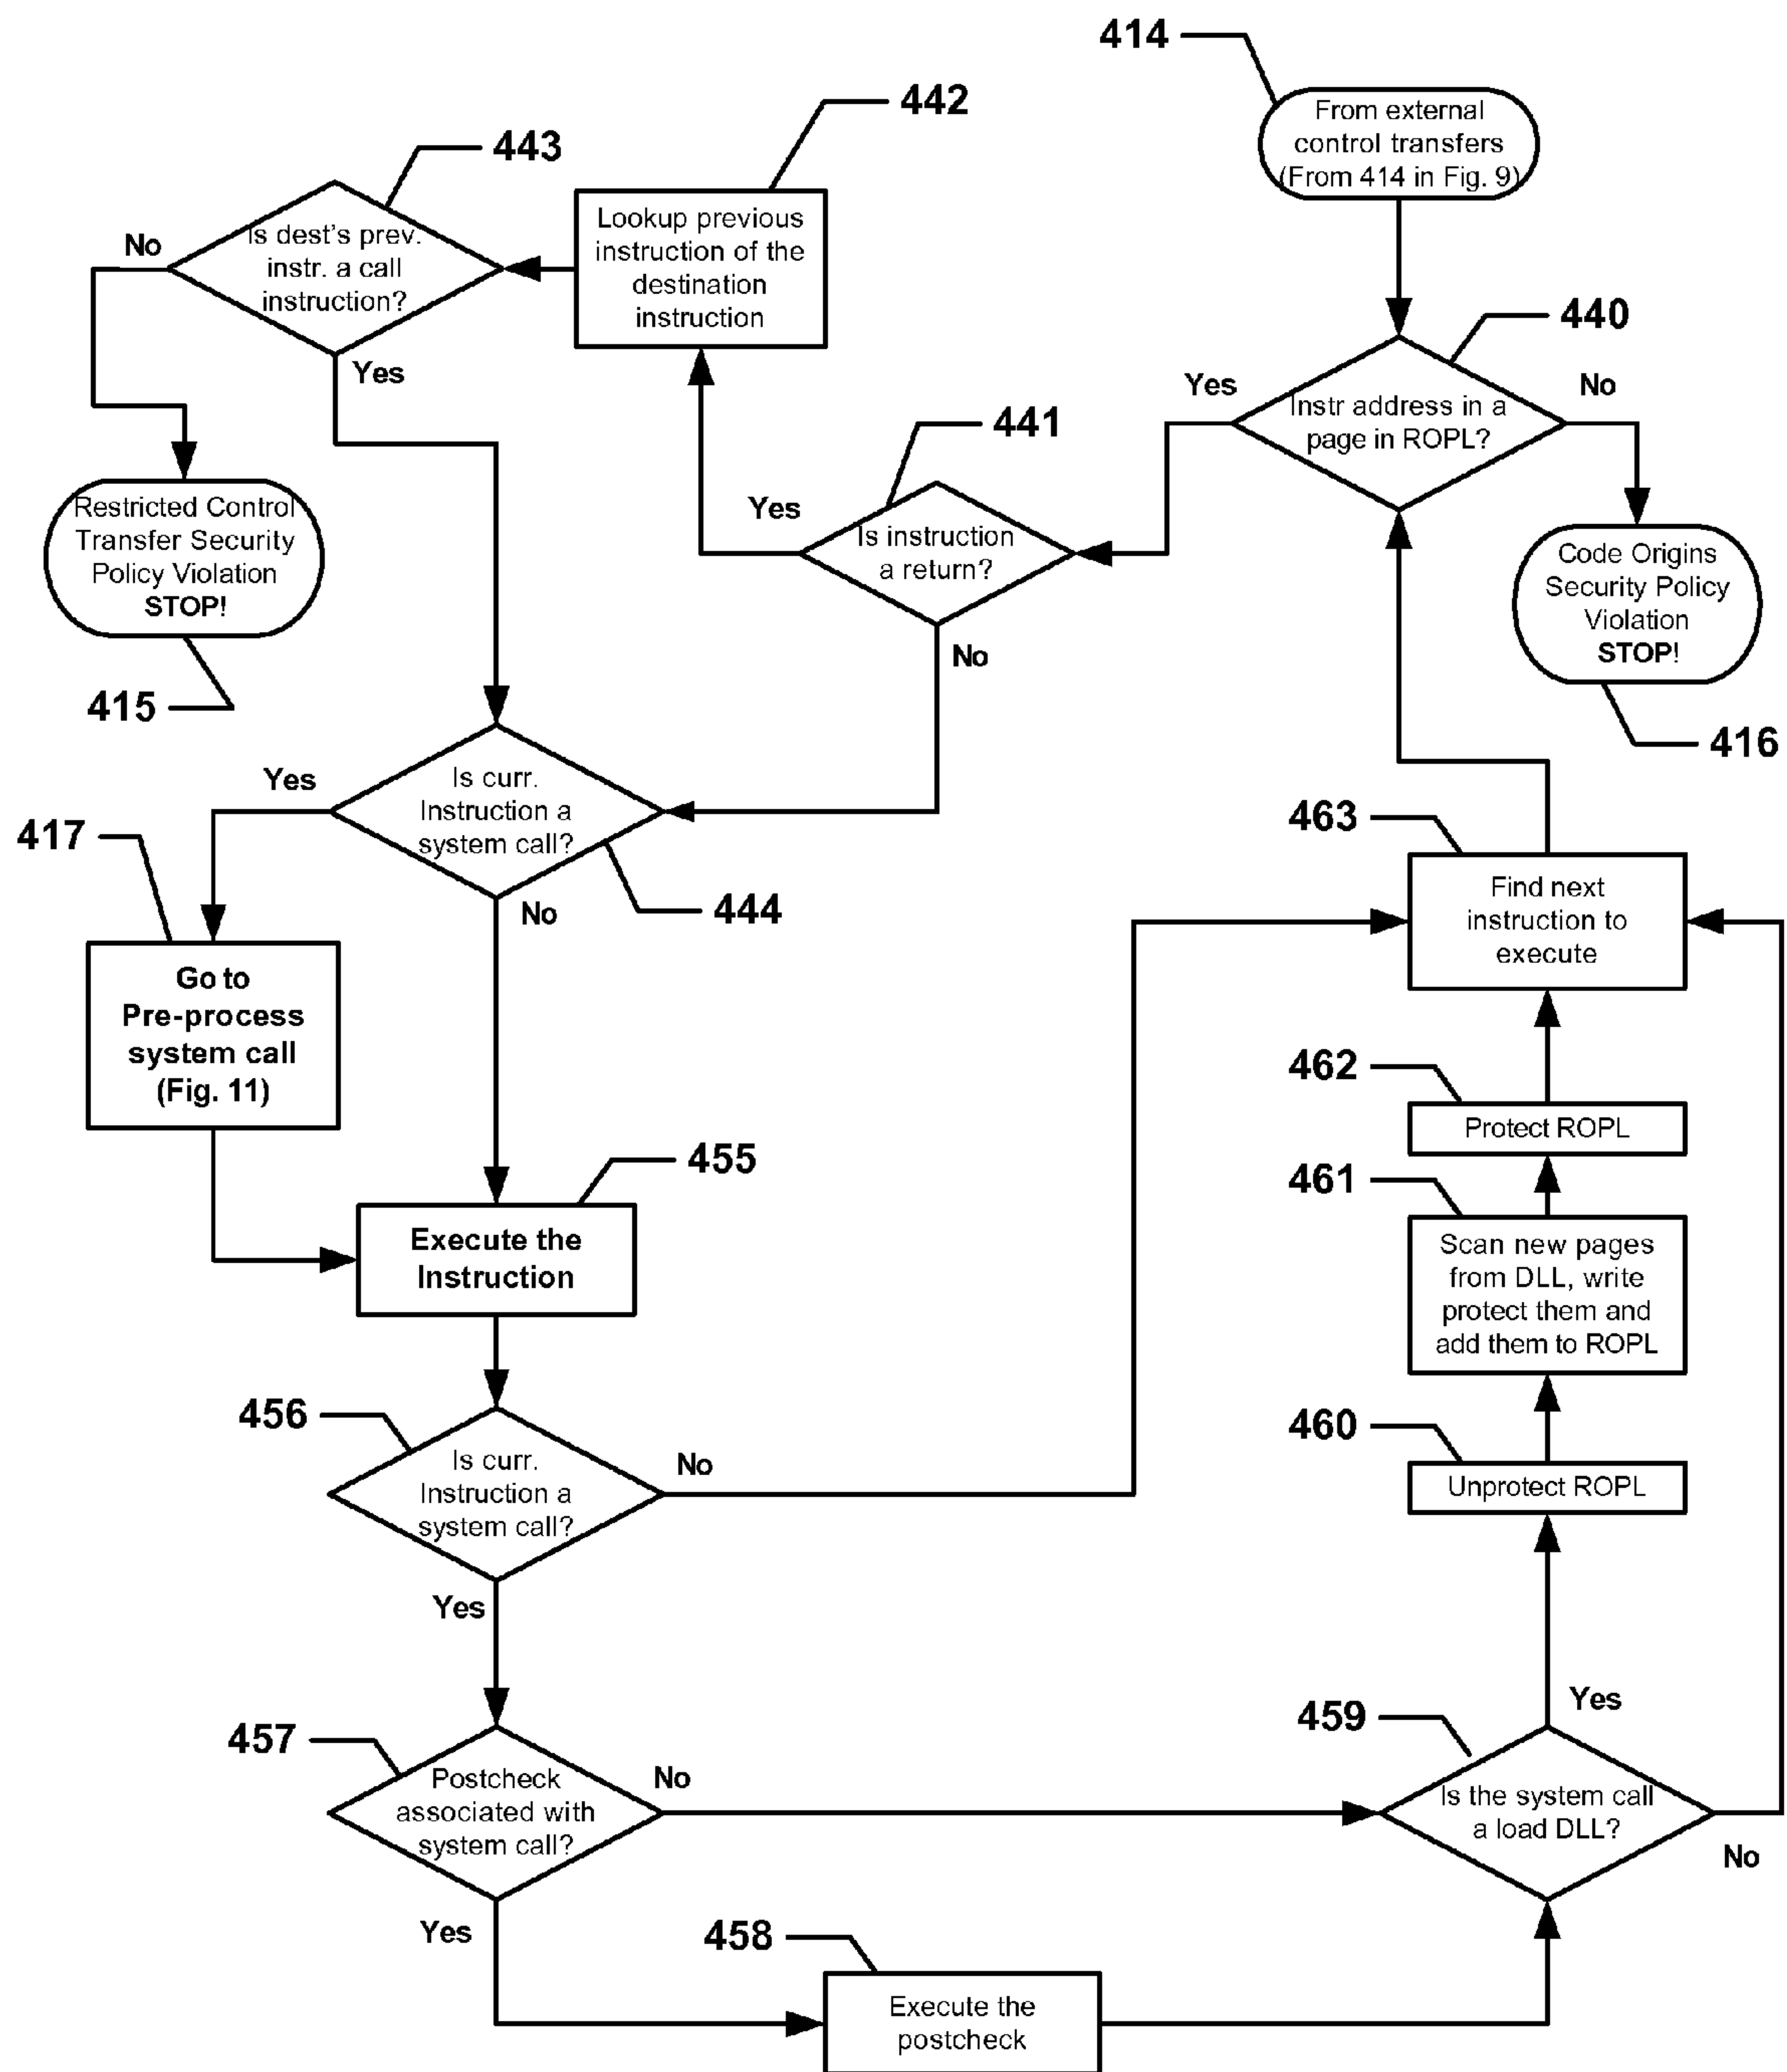 414
From external
control transfers
(From 414 in Fig. 9)
442
443
Lookup previous
instruction of the
destination
instruction
No
Is dest's prev.
instr. a call
instruction?
Yes
440
Yes
No
Instr address in a
page in ROPL?
441
Yes
Is instruction
a return?
No
Restricted Control
Transfer Security
Policy Violation
STOP!
415
Code Origins
Security Policy
Violation
STOP!
416
Yes
Is curr.
Instruction a
system call?
444
No
417
Go to
Pre-process
system call
(Fig. 11)
463
Find next
instruction to
execute
462
Protect ROPL
455
Execute the
Instruction
461
Scan new pages
from DLL, write
protect them and
add them to ROPL
456
Is curr.
Instruction a
system call?
No
Yes
460
Unprotect ROPL
457
Postcheck
associated with
system call?
No
Yes
459
Yes
Is the system call
a load DLL?
No
458
Execute the
postcheck